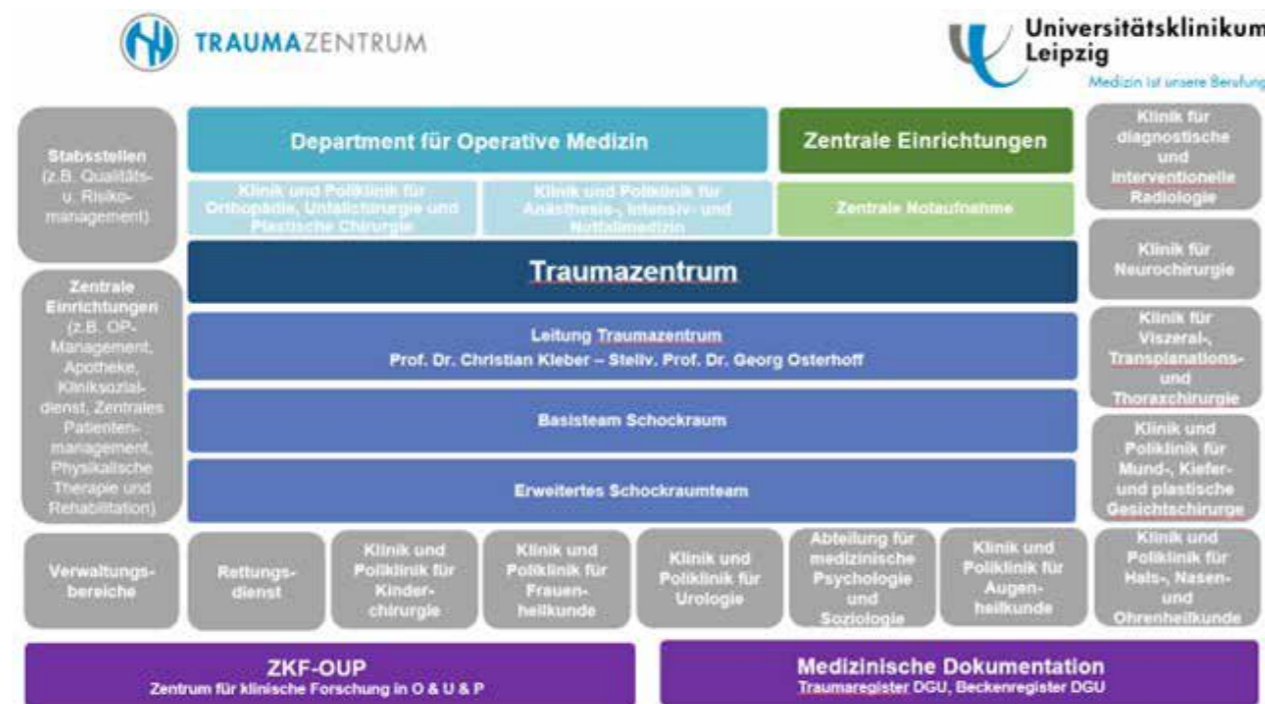 TRAUMAZENTRUM
Universitätsklinikum
Leipzig
Medizin ist unsere Berufung
Stabsstellen
(z.B. Qualitäts-
u. Risiko-
management)
Department für Operative Medizin
Zentrale Einrichtungen
Klinik für
diagnostische
und
interventionelle
Radiologie
Klinik und Poliklinik für
Orthopädie, Unfallchirurgie und
Plastische Chirurgie
Klinik und Poliklinik für
Anästhesie-, Intensiv- und
Notfallmedizin
Zentrale Notaufnahme
Traumazentrum
Klinik für
Neurochirurgie
Zentrale
Einrichtungen
(z.B. OP-
Management,
Apotheke,
Kliniksozial-
dienst, Zentrales
Patienten-
management,
Physikalische
Therapie und
Rehabilitation)
Leitung Traumazentrum
Prof. Dr. Christian Kleber – Stellv. Prof. Dr. Georg Osterhoff
Klinik für
Viszeral-,
Transplanations-
und
Thoraxchirurgie
Basisteam Schockraum
Klinik und
Poliklinik für
Mund-, Kiefer-
und plastische
Gesichtschirurge
Erweitertes Schockraumteam
Verwaltungs-
bereiche
Rettungs-
dienst
Klinik und
Poliklinik für
Kinder-
chirurgie
Klinik und
Poliklinik für
Frauen-
heilkunde
Klinik und
Poliklinik für
Urologie
Abteilung für
medizinische
Psychologie
und
Soziologie
Klinik und
Poliklinik für
Augen-
heilkunde
Klinik und
Poliklinik für
Hals-, Nasen-
und
Ohrenheilkunde
ZKF-OUP
Zentrum für klinische Forschung in O & U & P
Medizinische Dokumentation
Traumaregister DGU, Beckenregister DGU